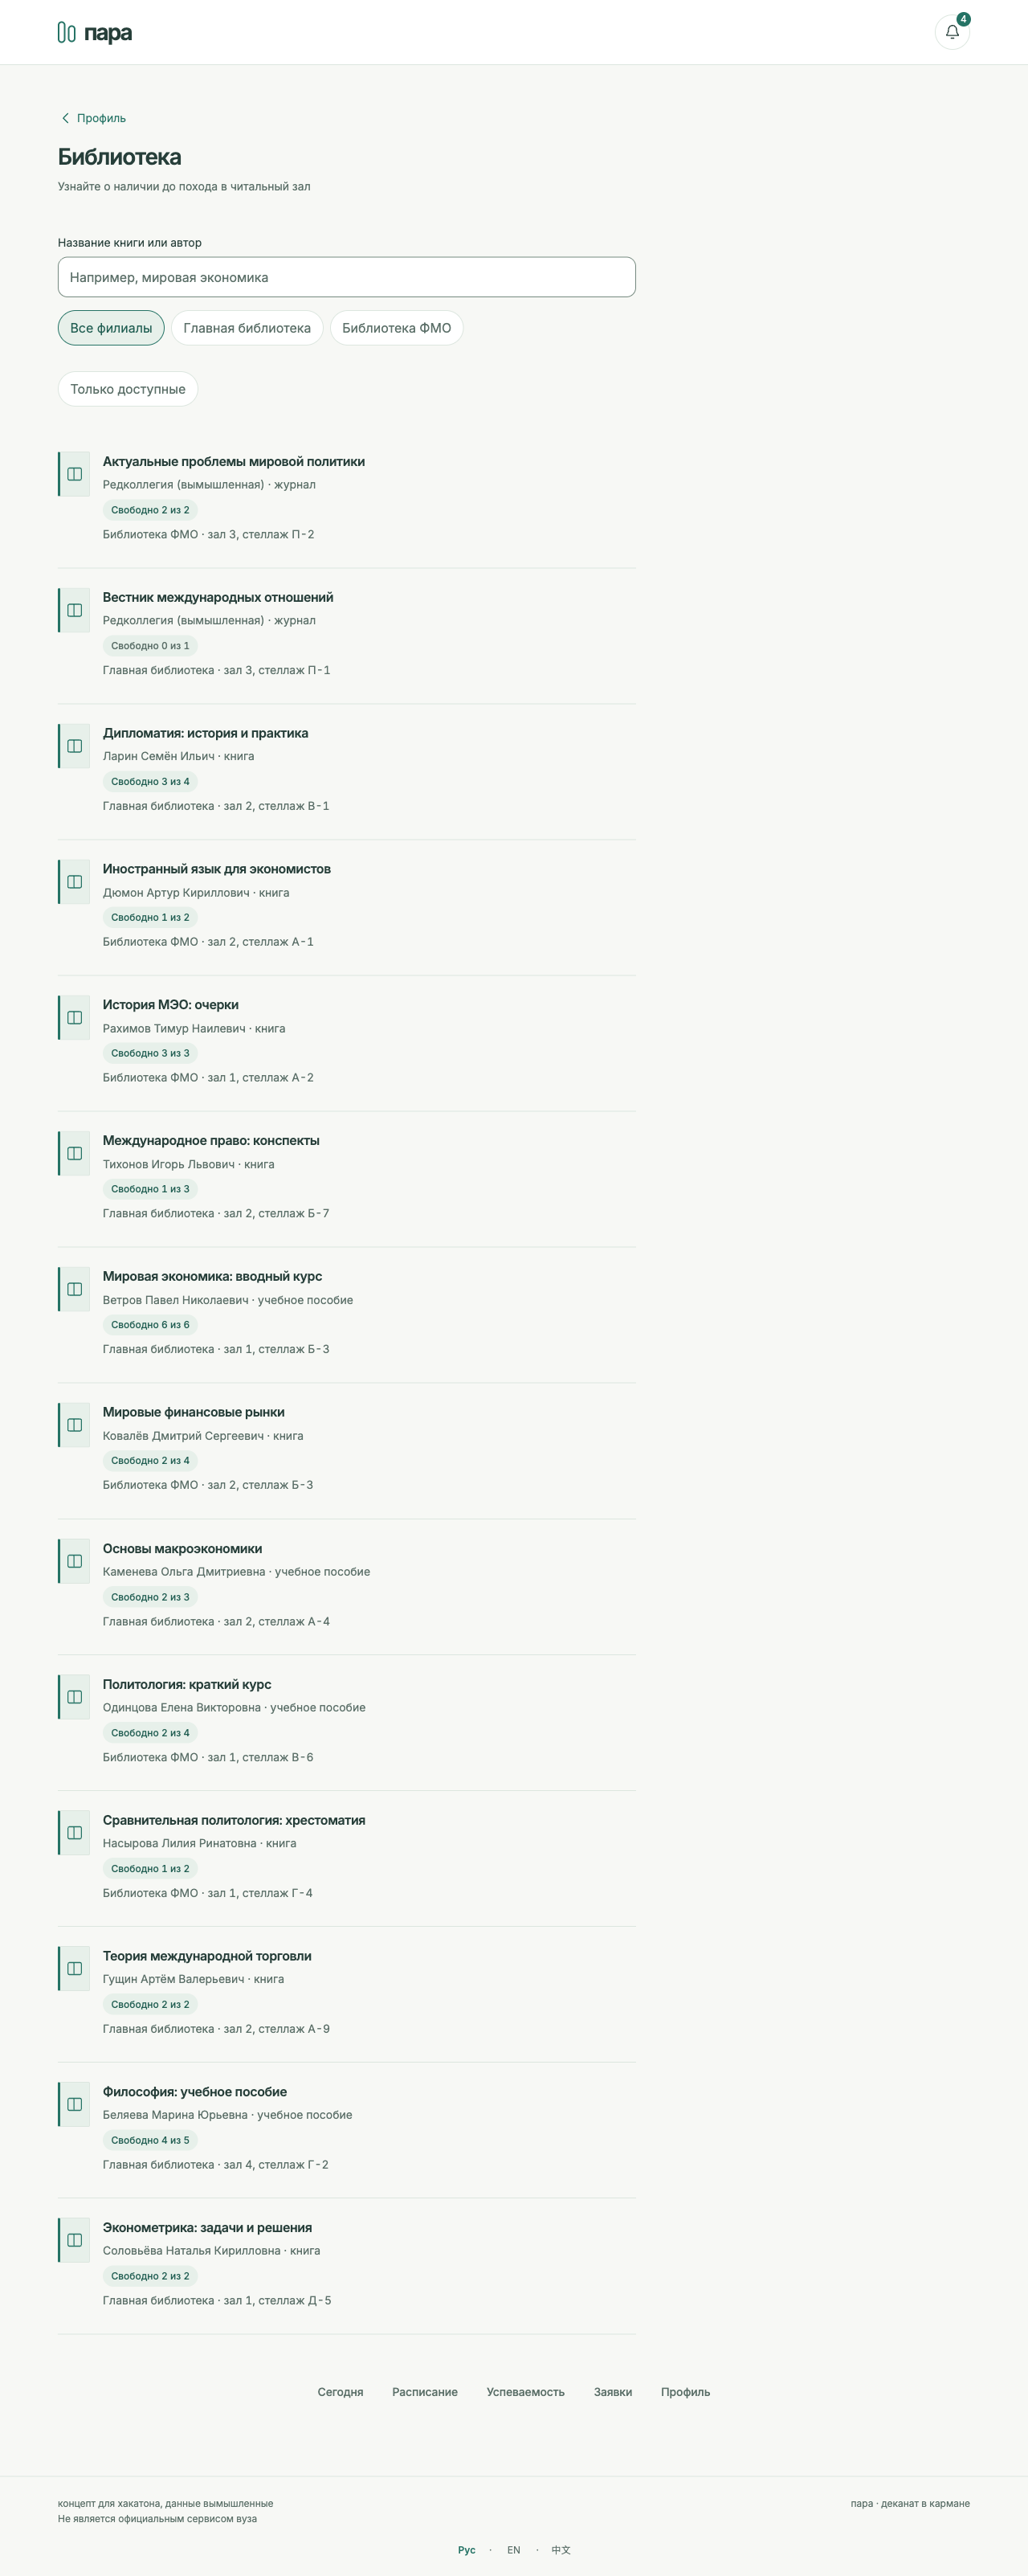 пара
4
Профиль
Библиотека
Узнайте о наличии до похода в читальный зал
Название книги или автор
Например, мировая экономика
Все филиалы
Главная библиотека
Библиотека ФМО
Только доступные
Актуальные проблемы мировой политики
Редколлегия (вымышленная) · журнал
Свободно 2 из 2
Библиотека ФМО · зал 3, стеллаж П-2
Вестник международных отношений
Редколлегия (вымышленная) · журнал
Свободно 0 из 1
Главная библиотека · зал 3, стеллаж П-1
Дипломатия: история и практика
Ларин Семён Ильич · книга
Свободно 3 из 4
Главная библиотека · зал 2, стеллаж В-1
Иностранный язык для экономистов
Дюмон Артур Кириллович · книга
Свободно 1 из 2
Библиотека ФМО · зал 2, стеллаж А-1
История МЭО: очерки
Рахимов Тимур Наилевич · книга
Свободно 3 из 3
Библиотека ФМО · зал 1, стеллаж А-2
Международное право: конспекты
Тихонов Игорь Львович · книга
Свободно 1 из 3
Главная библиотека · зал 2, стеллаж Б-7
Мировая экономика: вводный курс
Ветров Павел Николаевич · учебное пособие
Свободно 6 из 6
Главная библиотека · зал 1, стеллаж Б-3
Мировые финансовые рынки
Ковалёв Дмитрий Сергеевич · книга
Свободно 2 из 4
Библиотека ФМО · зал 2, стеллаж Б-3
Основы макроэкономики
Каменева Ольга Дмитриевна · учебное пособие
Свободно 2 из 3
Главная библиотека · зал 2, стеллаж А-4
Политология: краткий курс
Одинцова Елена Викторовна · учебное пособие
Свободно 2 из 4
Библиотека ФМО · зал 1, стеллаж В-6
Сравнительная политология: хрестоматия
Насырова Лилия Ринатовна · книга
Свободно 1 из 2
Библиотека ФМО · зал 1, стеллаж Г-4
Теория международной торговли
Гущин Артём Валерьевич · книга
Свободно 2 из 2
Главная библиотека · зал 2, стеллаж А-9
Философия: учебное пособие
Беляева Марина Юрьевна · учебное пособие
Свободно 4 из 5
Главная библиотека · зал 4, стеллаж Г-2
Эконометрика: задачи и решения
Соловьёва Наталья Кирилловна · книга
Свободно 2 из 2
Главная библиотека · зал 1, стеллаж Д-5
Сегодня Расписание Успеваемость Заявки Профиль
концепт для хакатона, данные вымышленные
Не является официальным сервисом вуза
пара · деканат в кармане
Рус · EN · 中文